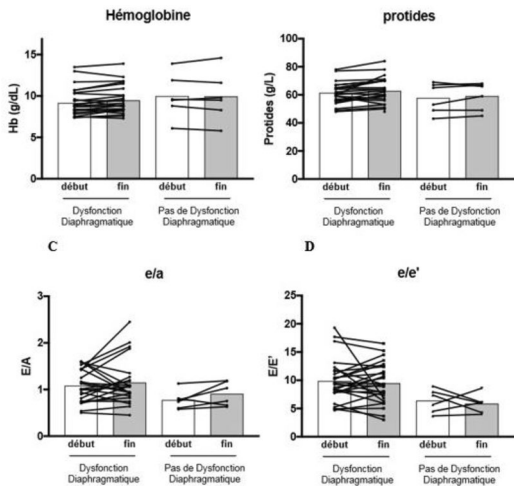 Hémoglobine
15
10
5
0
Hb (g/dL)
début fin début fin
Dysfonction Diaphragmatique
Pas de Dysfonction Diaphragmatique
protides
100
80
60
40
20
0
Protides (g/L)
début fin début fin
Dysfonction Diaphragmatique
Pas de Dysfonction Diaphragmatique
C
D
e/a
3
2
1
0
E/A
début fin début fin
Dysfonction Diaphragmatique
Pas de Dysfonction Diaphragmatique
e/e'
25
20
15
10
5
0
E/E'
début fin début fin
Dysfonction Diaphragmatique
Pas de Dysfonction Diaphragmatique